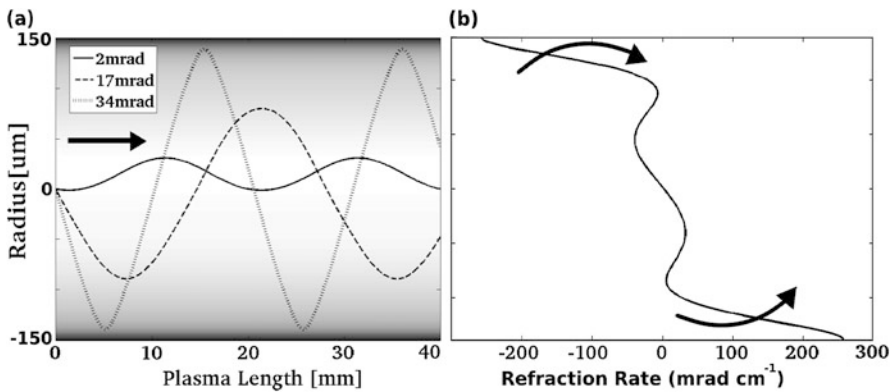 (a)
150
0
-150
Radius[um]
2mrad
17mrad
34mrad
0
10
20
30
40
Plasma Length [mm]
(b)
-200
-100
0
100
200
300
Refraction Rate (mrad cm-1)